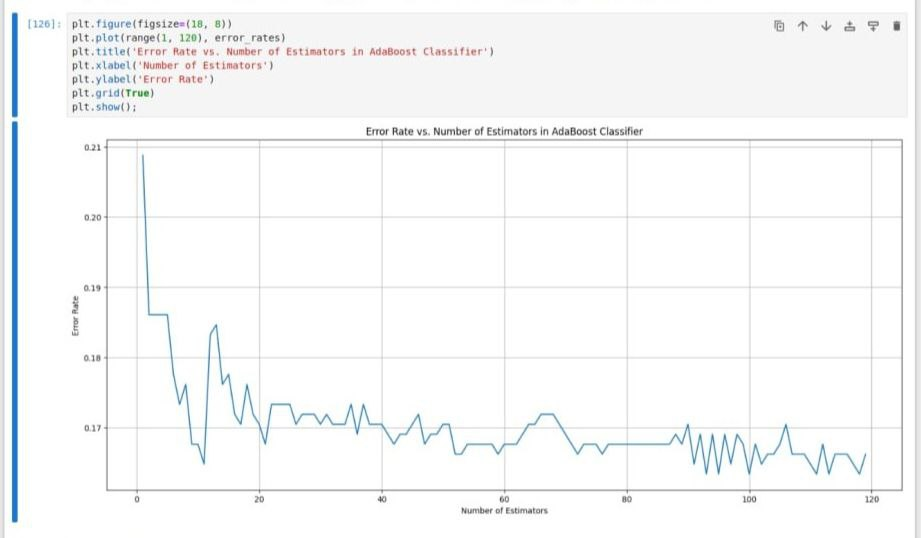 [126]: plt.figure(figsize=(18, 8))
plt.plot(range(1, 120), error_rates)
plt.title('Error Rate vs. Number of Estimators in AdaBoost Classifier')
plt.xlabel('Number of Estimators')
plt.ylabel('Error Rate')
plt.grid(True)
plt.show();
Error Rate vs. Number of Estimators in AdaBoost Classifier
0.21
0.20
0.19
0.18
0.17
Error Rate
0 20 40 60 80 100 120
Number of Estimators